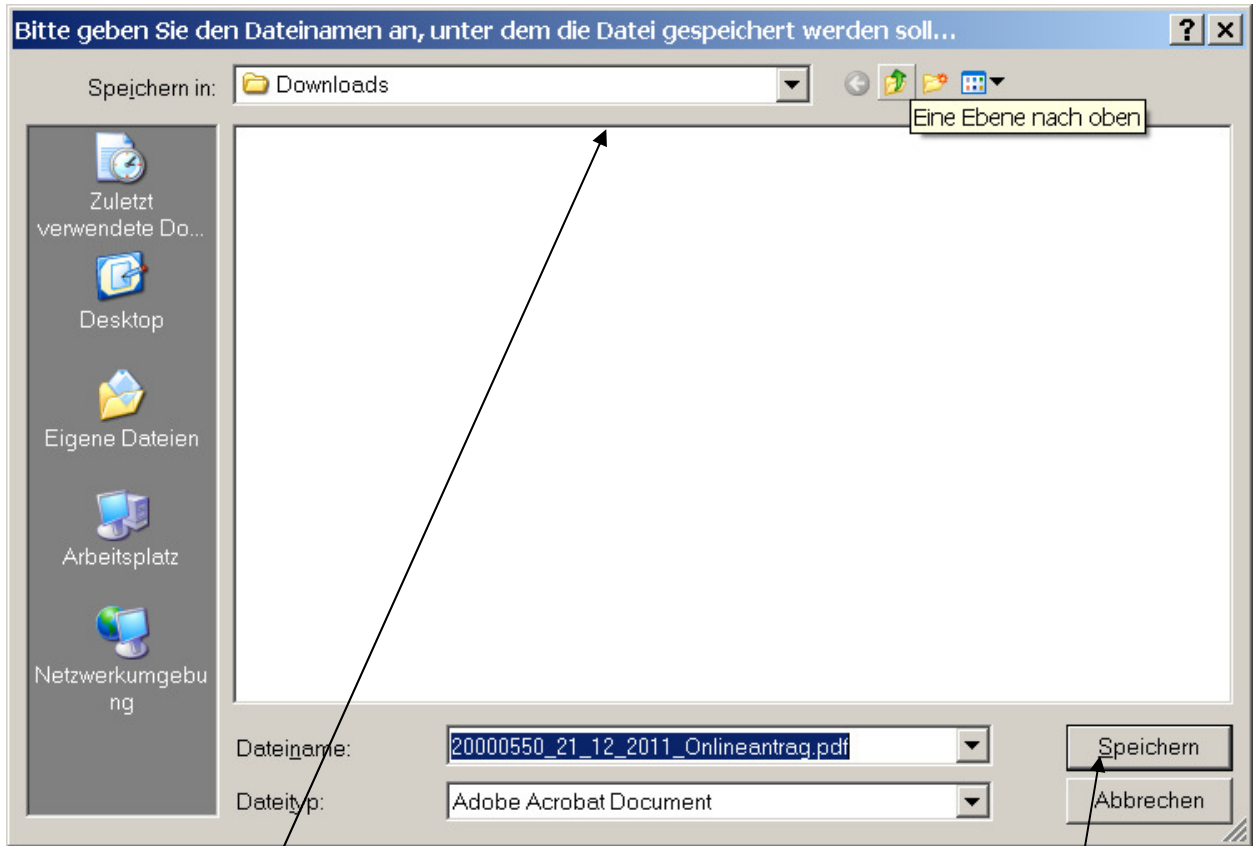 Bitte geben Sie den Dateinamen an, unter dem die Datei gespeichert werden soll...
Speichern in:
Downloads
Eine Ebene nach oben
Zuletzt
verwendete Do...
Desktop
Eigene Dateien
Arbeitsplatz
Netzwerkumgebu
ng
Dateiname:
20000550_21_12_2011_Onlineantrag.pdf
Speichern
Dateityp:
Adobe Acrobat Document
Abbrechen